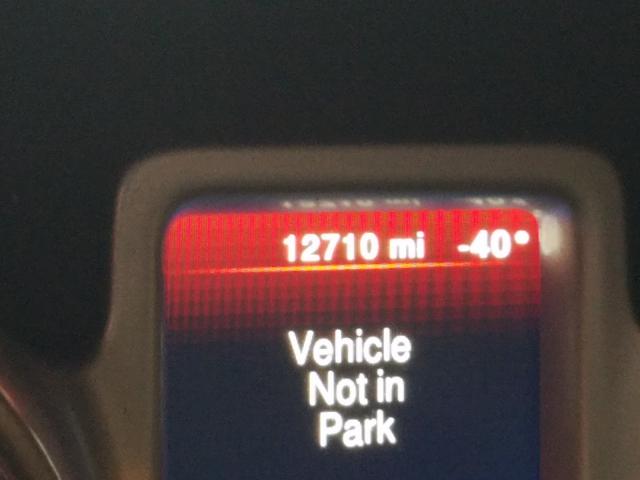 12710 mi -40°
Vehicle
Not in
Park